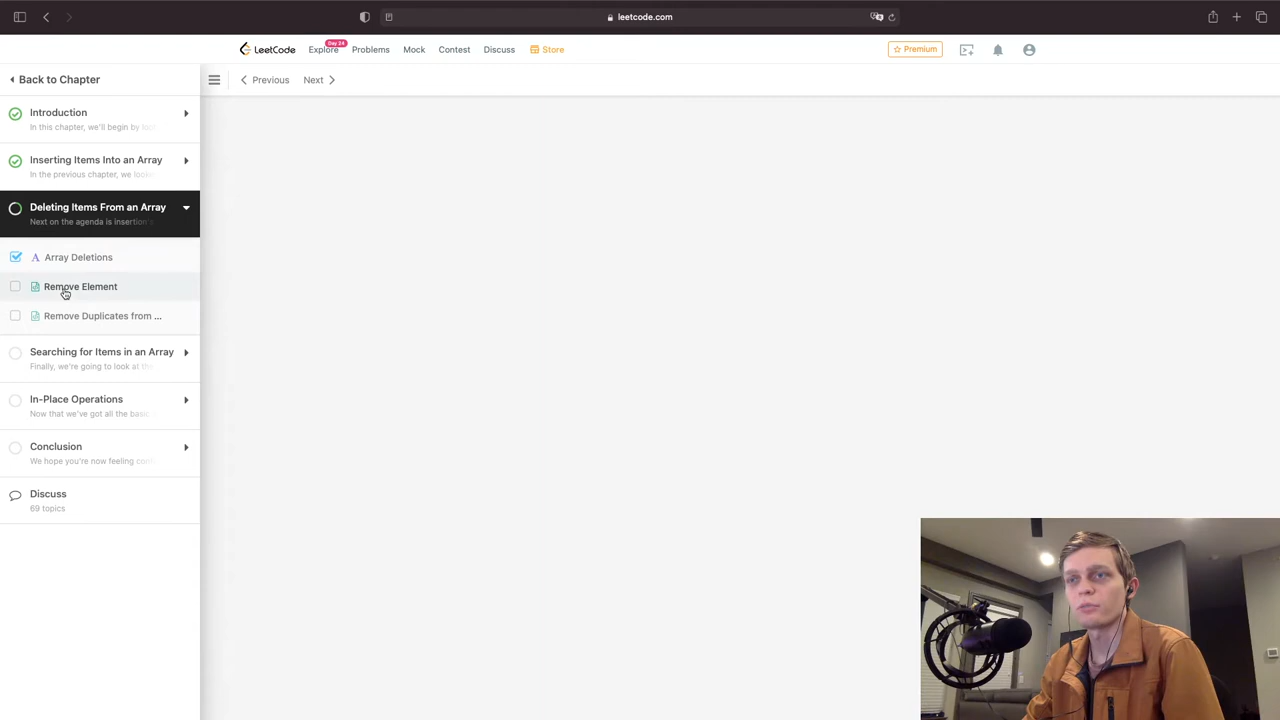 leetcode.com
LeetCode
Day 24
Explore
Problems
Mock
Contest
Discuss
Store
Premium
Back to Chapter
Previous
Next
Introduction
In this chapter, we'll begin by
Inserting Items Into an Array
In the previous chapter, we
Deleting Items From an Array
Next on the agenda is insertion's
A Array Deletions
Remove Element
Remove Duplicates from ...
Searching for Items in an Array
Finally, we're going to look at
In-Place Operations
Now that we've got all the
Conclusion
We hope you're now feeling
Discuss
69 topics